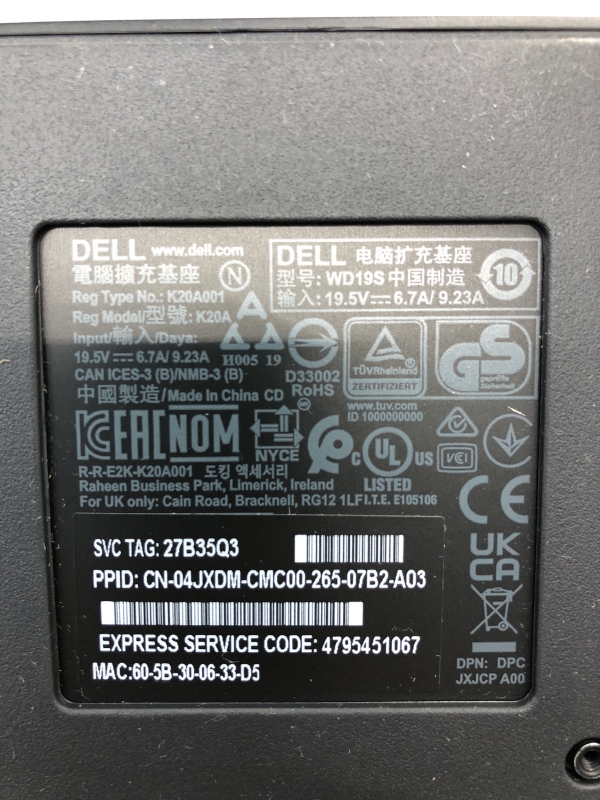 DELL www.dell.com
電腦擴充基座 N
Reg Type No.: K20A001
Reg Model/型號: K20A
Input/輸入/Daya:
19.5V⎓6.7A/ 9.23A
CAN ICES-3 (B)/NMB-3 (B)
中國製造/Made In China CD
DELL 电脑扩充基座
型号: WD19S 中国制造
输入: 19.5V⎓6.7A/ 9.23A
10
H005 19
D33002
RoHS
TÜVRheinland
ZERTIFIZIERT
www.tuv.com
ID 1000000000
GS
geprüfte
Sicherheit
KC EAC NOM
NYCE
C UL US
LISTED
I.T.E. E105106
VCI
R-R-E2K-K20A001 도킹 액세서리
Raheen Business Park, Limerick, Ireland
For UK only: Cain Road, Bracknell, RG12 1LF
CE
UK
CA
SVC TAG: 27B35Q3
PPID: CN-04JXDM-CMC00-265-07B2-A03
EXPRESS SERVICE CODE: 4795451067
MAC:60-5B-30-06-33-D5
DPN: DPC
JXJCP A00